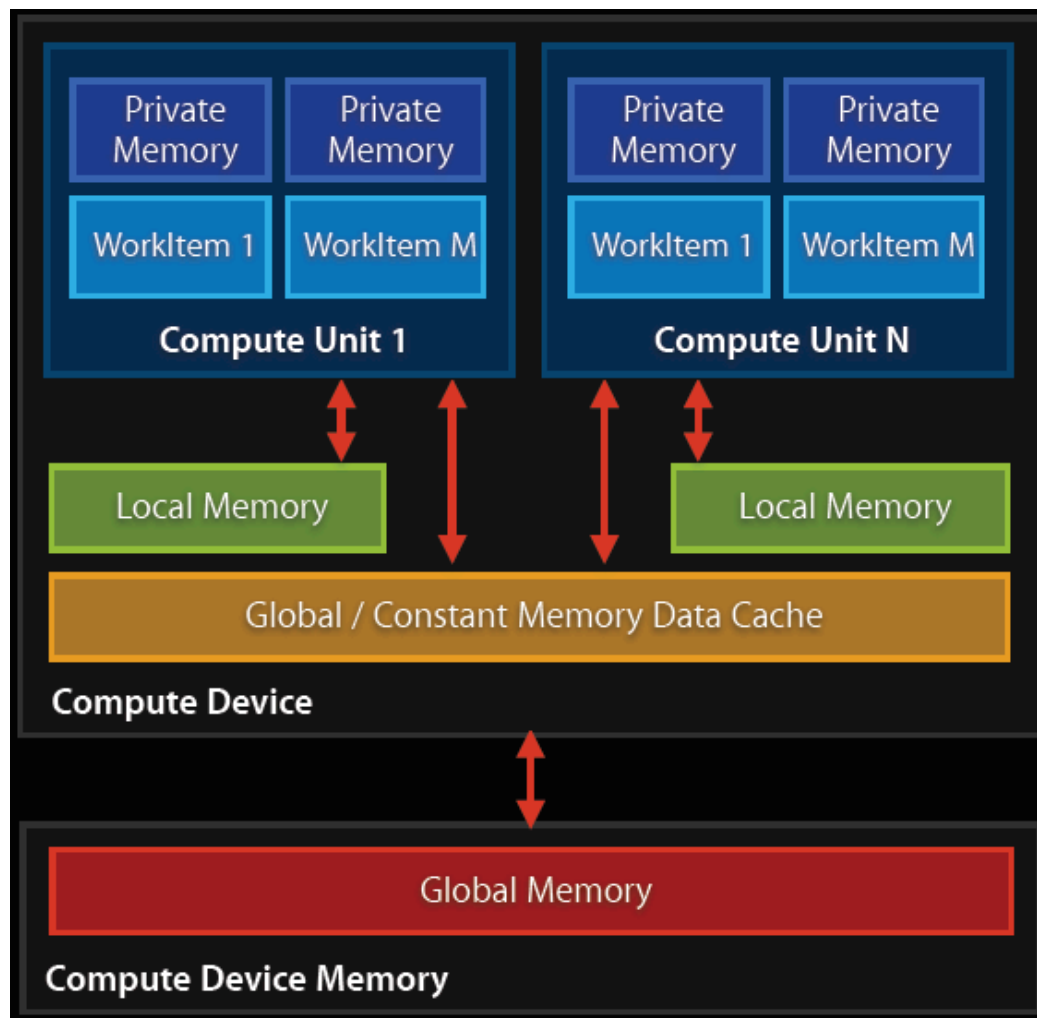 Private Memory
Private Memory
Private Memory
Private Memory
WorkItem 1
WorkItem M
WorkItem 1
WorkItem M
Compute Unit 1
Compute Unit N
Local Memory
Local Memory
Global / Constant Memory Data Cache
Compute Device
Global Memory
Compute Device Memory